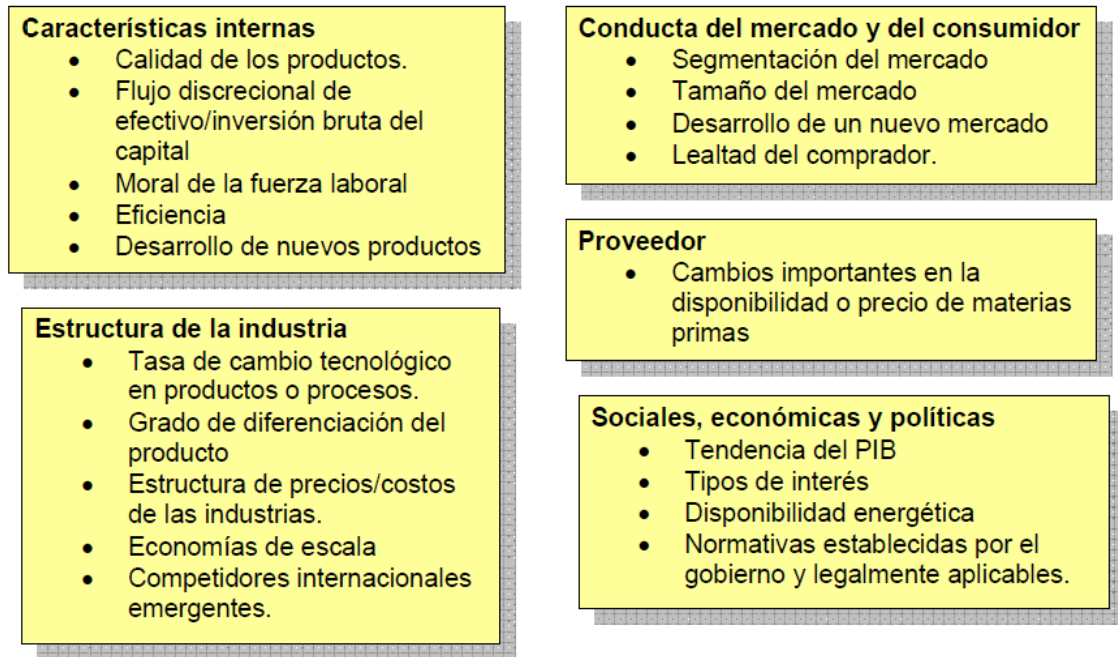 Características internas
• Calidad de los productos.
• Flujo discrecional de
efectivo/inversión bruta del
capital
• Moral de la fuerza laboral
• Eficiencia
• Desarrollo de nuevos productos
Estructura de la industria
• Tasa de cambio tecnológico
en productos o procesos.
• Grado de diferenciación del
producto
• Estructura de precios/costos
de las industrias.
• Economías de escala
• Competidores internacionales
emergentes.
Conducta del mercado y del consumidor
• Segmentación del mercado
• Tamaño del mercado
• Desarrollo de un nuevo mercado
• Lealtad del comprador.
Proveedor
• Cambios importantes en la
disponibilidad o precio de materias
primas
Sociales, económicas y políticas
• Tendencia del PIB
• Tipos de interés
• Disponibilidad energética
• Normativas establecidas por el
gobierno y legalmente aplicables.